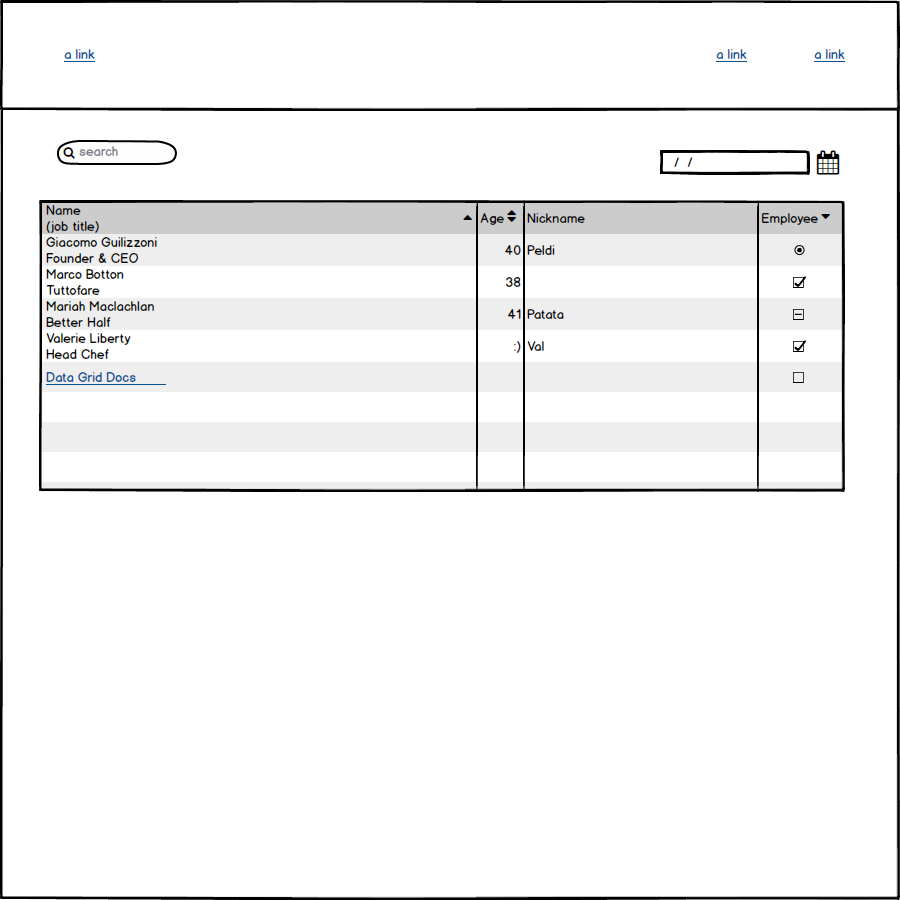 a link
a link
a link
search
/ /
Name
(job title)
Age
Nickname
Employee
Giacomo Guilizzoni
Founder & CEO
40
Peldi
Marco Botton
Tuttofare
38
Mariah Maclachlan
Better Half
41
Patata
Valerie Liberty
Head Chef
:)
Val
Data Grid Docs